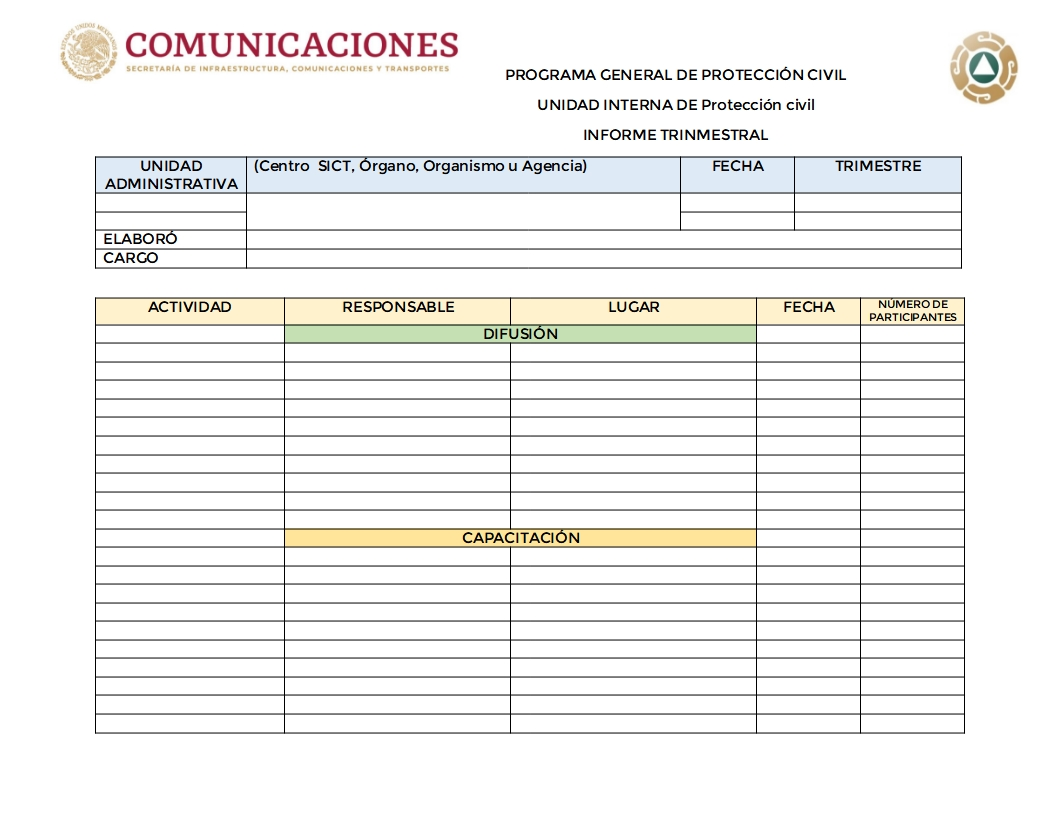 COMUNICACIONES
SECRETARÍA DE INFRAESTRUCTURA, COMUNICACIONES Y TRANSPORTES
PROGRAMA GENERAL DE PROTECCIÓN CIVIL
UNIDAD INTERNA DE Protección civil
INFORME TRINMESTRAL
UNIDAD ADMINISTRATIVA (Centro SICT, Órgano, Organismo u Agencia) FECHA TRIMESTRE
ELABORÓ
CARGO
ACTIVIDAD RESPONSABLE LUGAR FECHA NÚMERO DE PARTICIPANTES
DIFUSIÓN
CAPACITACIÓN